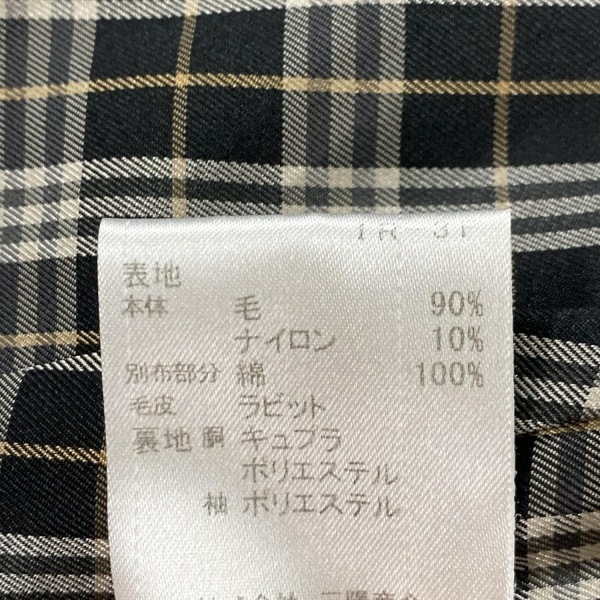 表地
本体 毛 90%
ナイロン 10%
別布部分 綿 100%
毛皮 ラビット
裏地 胴 キュプラ
ポリエステル
袖 ポリエステル